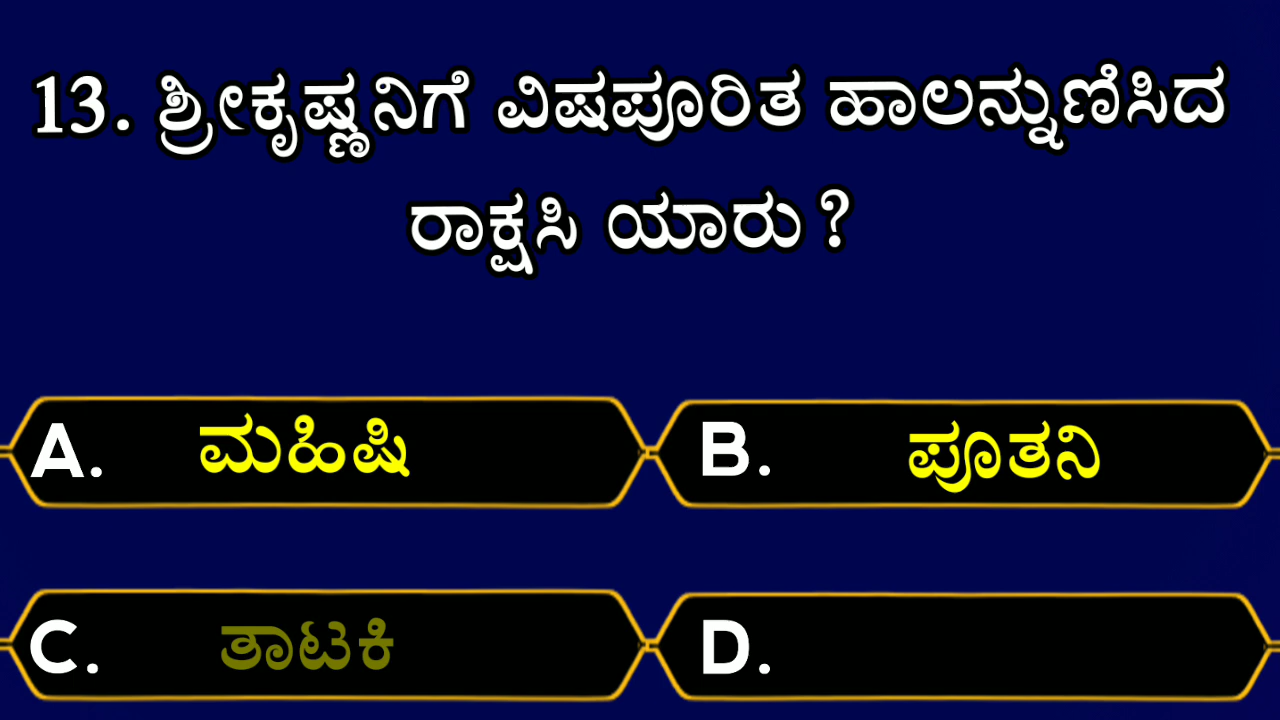 13. ಶ್ರೀಕೃಷ್ಣನಿಗೆ ವಿಷಪೂರಿತ ಹಾಲನ್ನುಣಿಸಿದ
ರಾಕ್ಷಸಿ ಯಾರು ?
A. ಮಹಿಷಿ
B. ಪೂತನಿ
C. ತಾಟಕಿ
D.